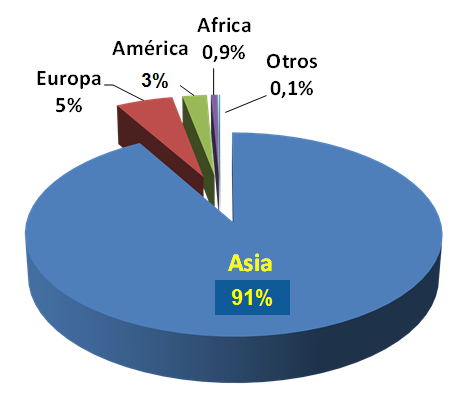 Africa
0,9%
América
3%
Otros
0,1%
Europa
5%
Asia
91%